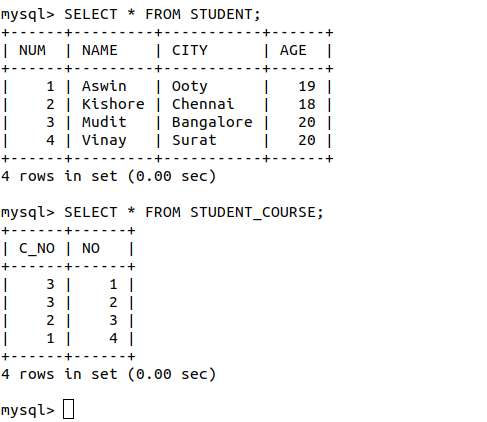 mysql> SELECT * FROM STUDENT;
+------+---------+-----------+------+
| NUM  | NAME    | CITY      | AGE  |
+------+---------+-----------+------+
|    1 | Aswin   | Ooty      |   19 |
|    2 | Kishore | Chennai   |   18 |
|    3 | Mudit   | Bangalore |   20 |
|    4 | Vinay   | Surat     |   20 |
+------+---------+-----------+------+
4 rows in set (0.00 sec)

mysql> SELECT * FROM STUDENT_COURSE;
+------+------+
| C_NO | NO   |
+------+------+
|    3 |    1 |
|    3 |    2 |
|    2 |    3 |
|    1 |    4 |
+------+------+
4 rows in set (0.00 sec)

mysql>